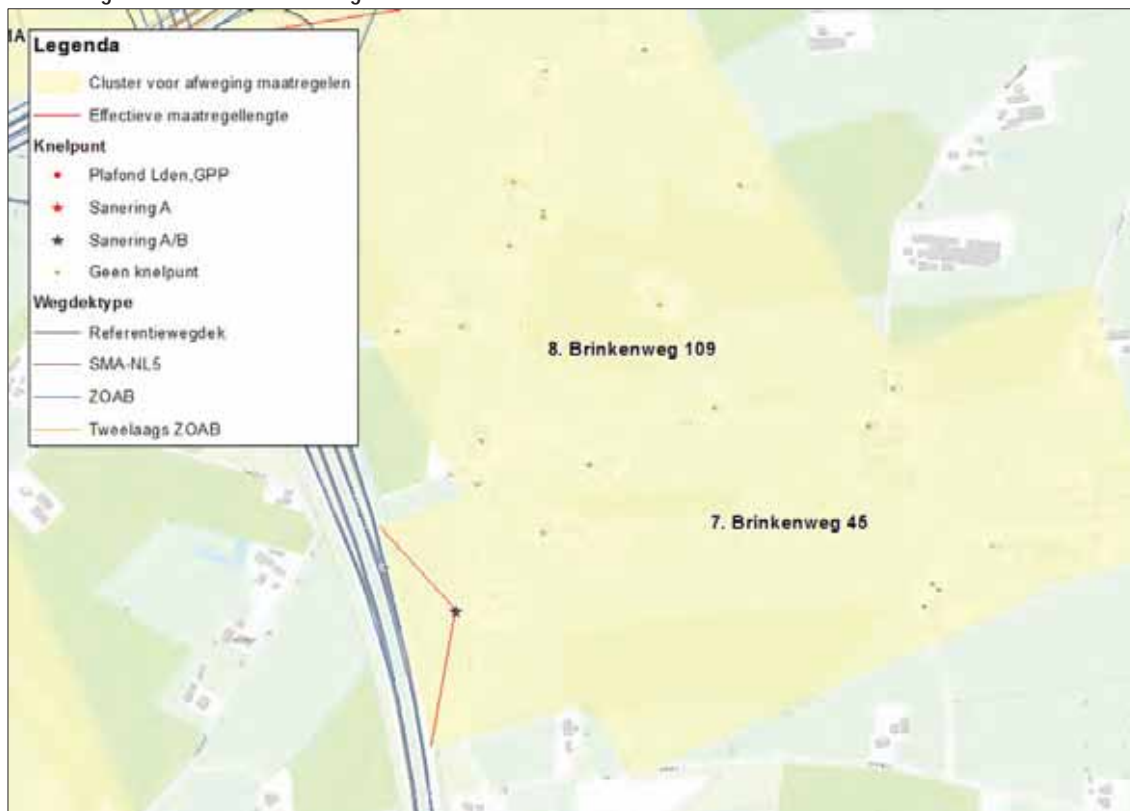 MA
Legenda
Cluster voor afweging maatregelen
Effectieve maatregellengte
Knelpunt
Plafond Lden,GPP
Sanering A
Sanering A/B
Geen knelpunt
Wegdektype
Referentiewegdek
SMA-NL5
ZOAB
Tweelaags ZOAB
8. Brinkenweg 109
7. Brinkenweg 45